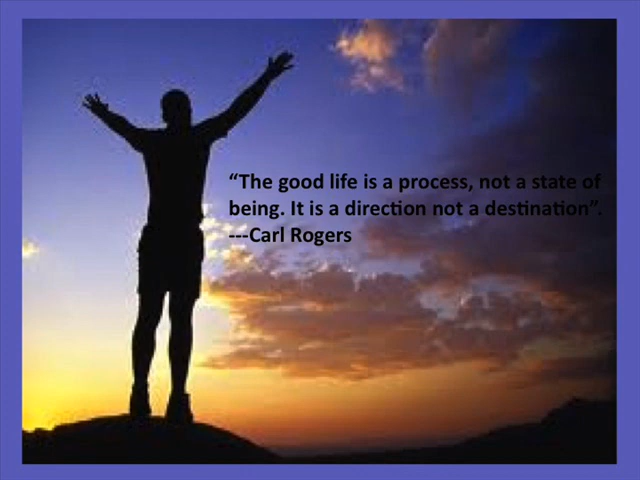 “The good life is a process, not a state of
being. It is a direction not a destination”.
---Carl Rogers